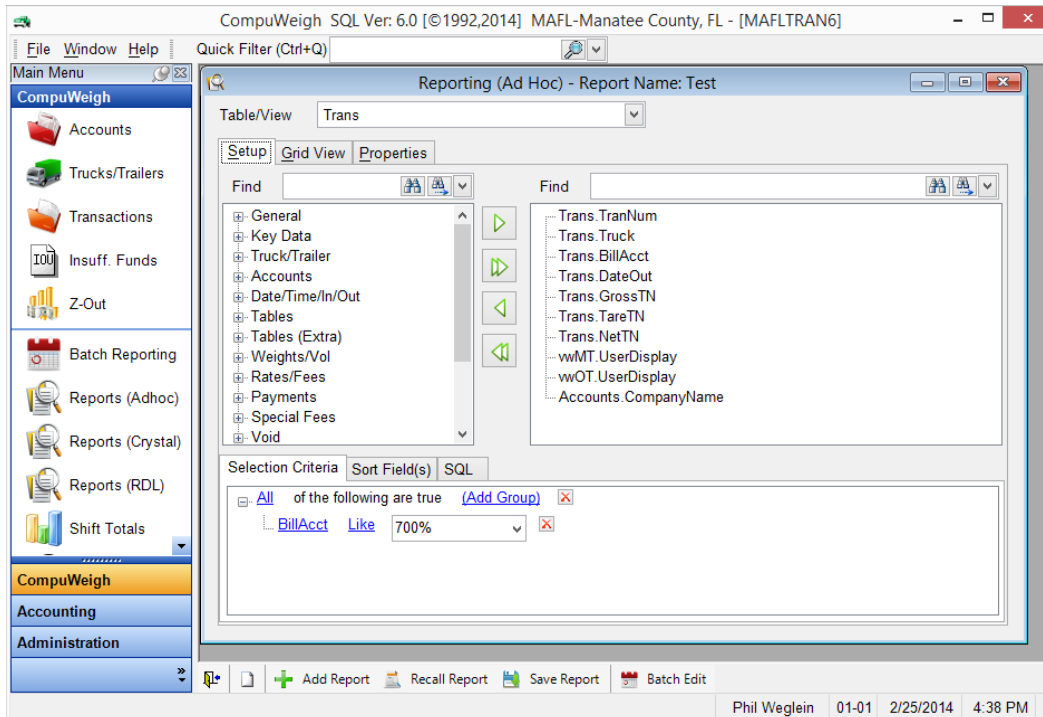 CompuWeigh SQL Ver: 6.0 [©1992,2014] MAFL-Manatee County, FL - [MAFLTRAN6]
File Window Help Quick Filter (Ctrl+Q)
Main Menu
CompuWeigh
Accounts
Trucks/Trailers
Transactions
IOU Insuff. Funds
Z-Out
Batch Reporting
Reports (Adhoc)
Reports (Crystal)
Reports (RDL)
Shift Totals
CompuWeigh
Accounting
Administration
Reporting (Ad Hoc) - Report Name: Test
Table/View Trans
Setup Grid View Properties
Find
General
Key Data
Truck/Trailer
Accounts
Date/Time/In/Out
Tables
Tables (Extra)
Weights/Vol
Rates/Fees
Payments
Special Fees
Void
Find
Trans.TranNum
Trans.Truck
Trans.BillAcct
Trans.DateOut
Trans.GrossTN
Trans.TareTN
Trans.NetTN
vwMT.UserDisplay
vwOT.UserDisplay
Accounts.CompanyName
Selection Criteria Sort Field(s) SQL
All of the following are true (Add Group)
BillAcct Like 700%
Add Report Recall Report Save Report Batch Edit
Phil Weglein 01-01 2/25/2014 4:38 PM